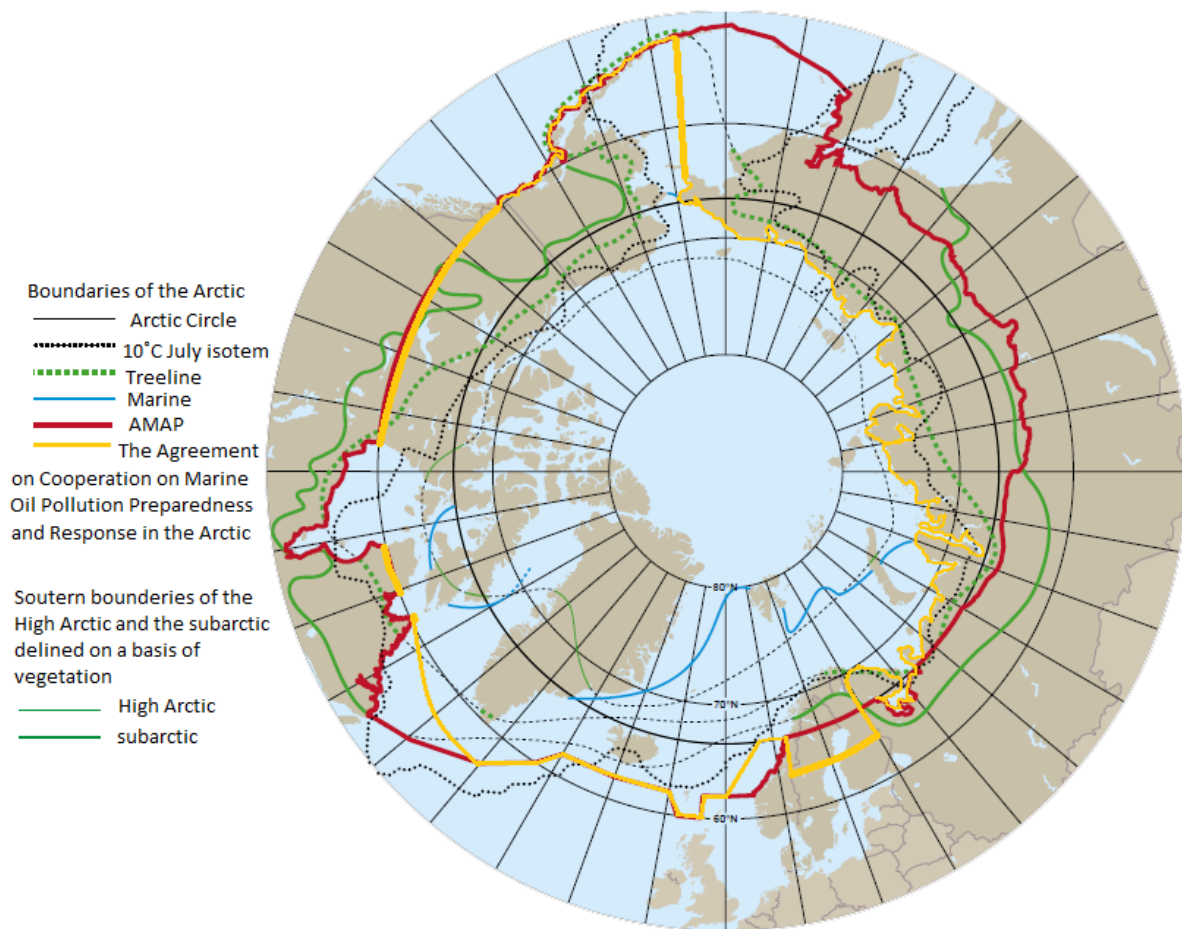 Boundaries of the Arctic
Arctic Circle
10˚C July isotem
Treeline
Marine
AMAP
The Agreement
on Cooperation on Marine
Oil Pollution Preparedness
and Response in the Arctic
Soutern bounderies of the
High Arctic and the subarctic
delined on a basis of
vegetation
High Arctic
subarctic
80°N
70°N
60°N